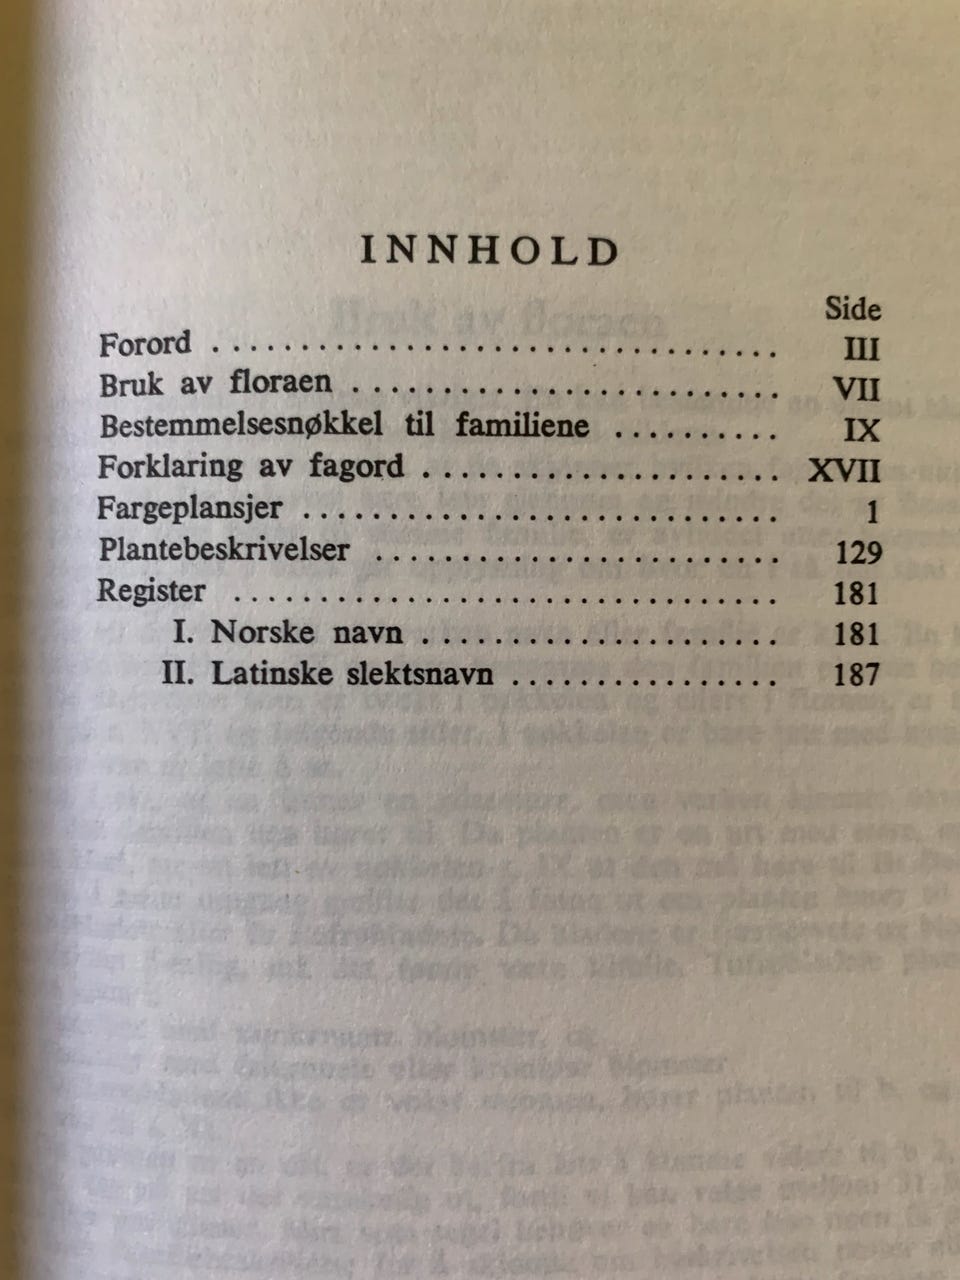 INNHOLD
Side
Forord . . . . . . . . . . . . . . . . . . . . . . . . . . . . . . . . . . . . . . III
Bruk av floraen . . . . . . . . . . . . . . . . . . . . . . . . . . . . . VII
Bestemmelsesnøkkel til familiene . . . . . . . . . . IX
Forklaring av fagord . . . . . . . . . . . . . . . . . . . . . . . . XVII
Fargeplansjer . . . . . . . . . . . . . . . . . . . . . . . . . . . . . . . . 1
Plantebeskrivelser . . . . . . . . . . . . . . . . . . . . . . . . . . . 129
Register . . . . . . . . . . . . . . . . . . . . . . . . . . . . . . . . . . . . . 181
I. Norske navn . . . . . . . . . . . . . . . . . . . . . . . . 181
II. Latinske slektsnavn . . . . . . . . . . . . . . . . . . 187